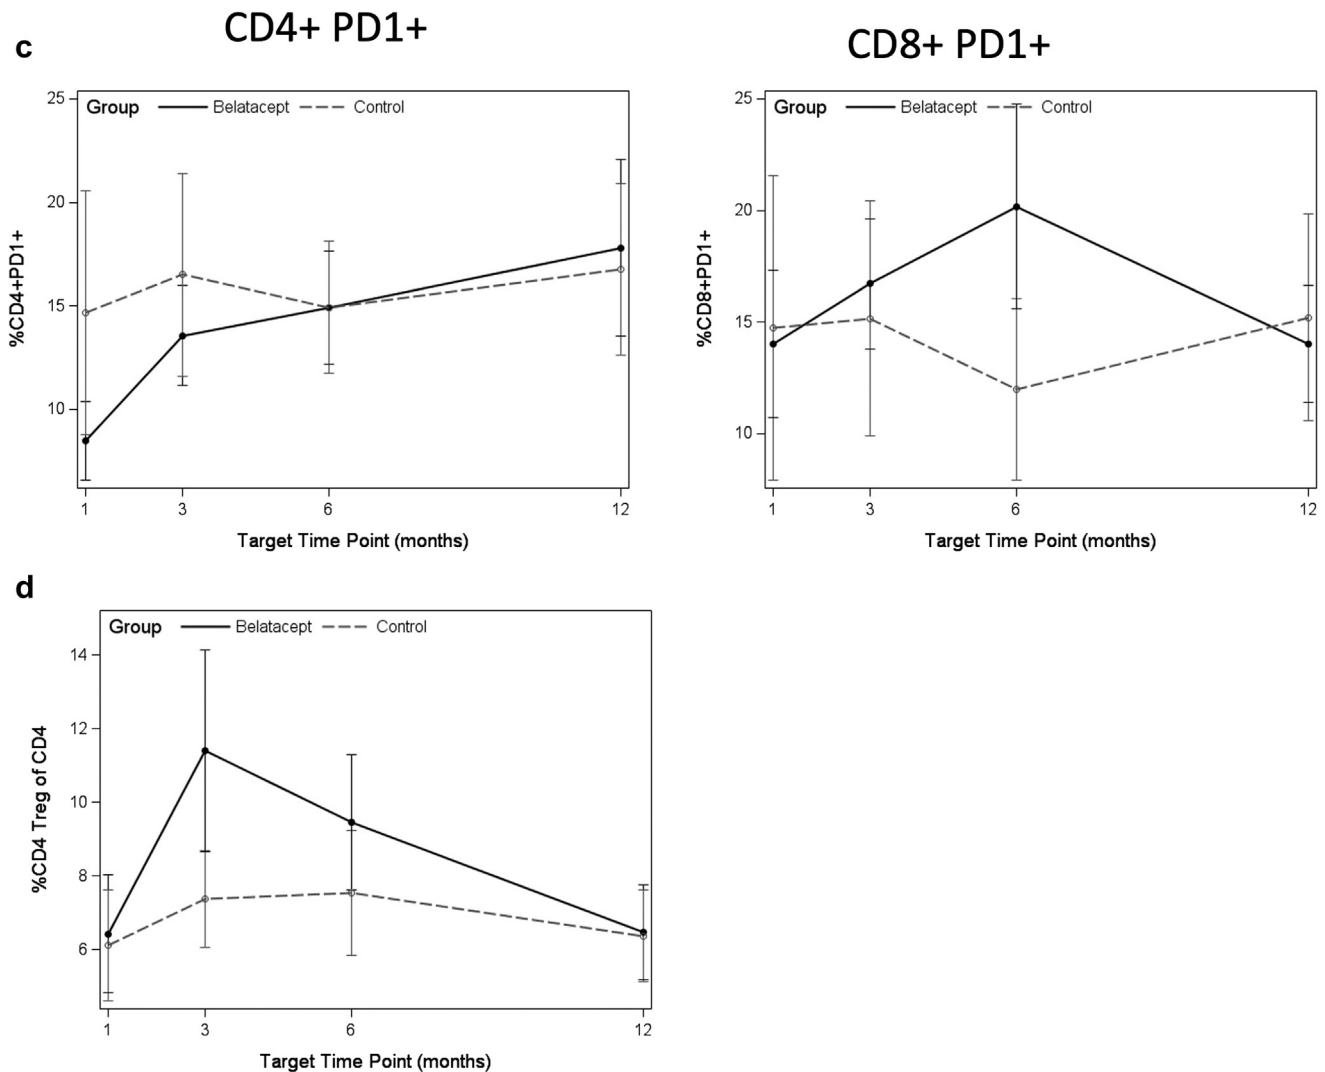 CD4+ PD1+
CD8+ PD1+
c
Group Belatacept Control
25
20
15
10
%CD4+PD1+
1 3 6 12
Target Time Point (months)
Group Belatacept Control
25
20
15
10
%CD8+PD1+
1 3 6 12
Target Time Point (months)
d
Group Belatacept Control
14
12
10
8
6
%CD4 Treg of CD4
1 3 6 12
Target Time Point (months)